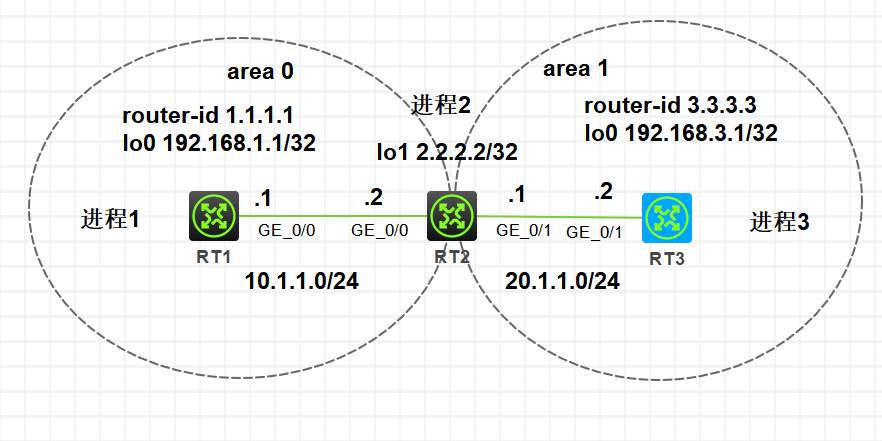 area 0
area 1
进程2
router-id 1.1.1.1
lo0 192.168.1.1/32
router-id 3.3.3.3
lo0 192.168.3.1/32
lo1 2.2.2.2/32
进程1
.1
.2
.1
.2
进程3
GE_0/0
GE_0/0
GE_0/1
GE_0/1
RT1
RT2
RT3
10.1.1.0/24
20.1.1.0/24